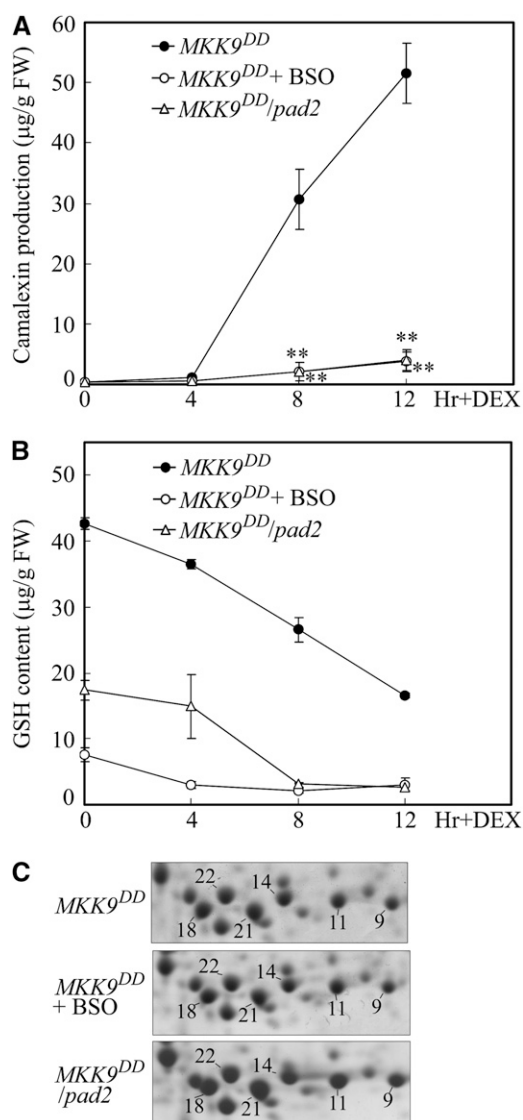 A
Camalexin production (µg/g FW)
60
50
40
30
20
10
0
MKK9DD
MKK9DD + BSO
MKK9DD/pad2
**
**
**
**
0 4 8 12 Hr+DEX
B
GSH content (µg/g FW)
50
40
30
20
10
0
MKK9DD
MKK9DD + BSO
MKK9DD/pad2
0 4 8 12 Hr+DEX
C
MKK9DD
22 14
18 21 11 9
MKK9DD
+ BSO
22 14
18 21 11 9
MKK9DD
/pad2
22 14
18 21 11 9